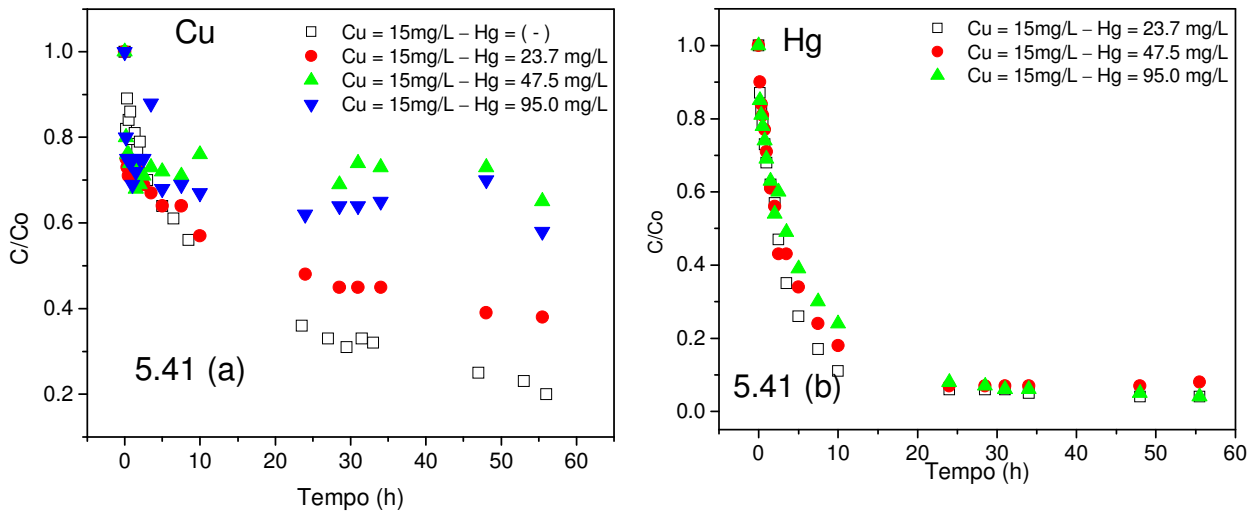 Cu
Cu = 15mg/L – Hg = ( - )
Cu = 15mg/L – Hg = 23.7 mg/L
Cu = 15mg/L – Hg = 47.5 mg/L
Cu = 15mg/L – Hg = 95.0 mg/L
1.0
0.8
0.6
0.4
0.2
C/Co
5.41 (a)
0 10 20 30 40 50 60
Tempo (h)
Hg
Cu = 15mg/L – Hg = 23.7 mg/L
Cu = 15mg/L – Hg = 47.5 mg/L
Cu = 15mg/L – Hg = 95.0 mg/L
1.0
0.8
0.6
0.4
0.2
0.0
C/Co
5.41 (b)
0 10 20 30 40 50 60
Tempo (h)